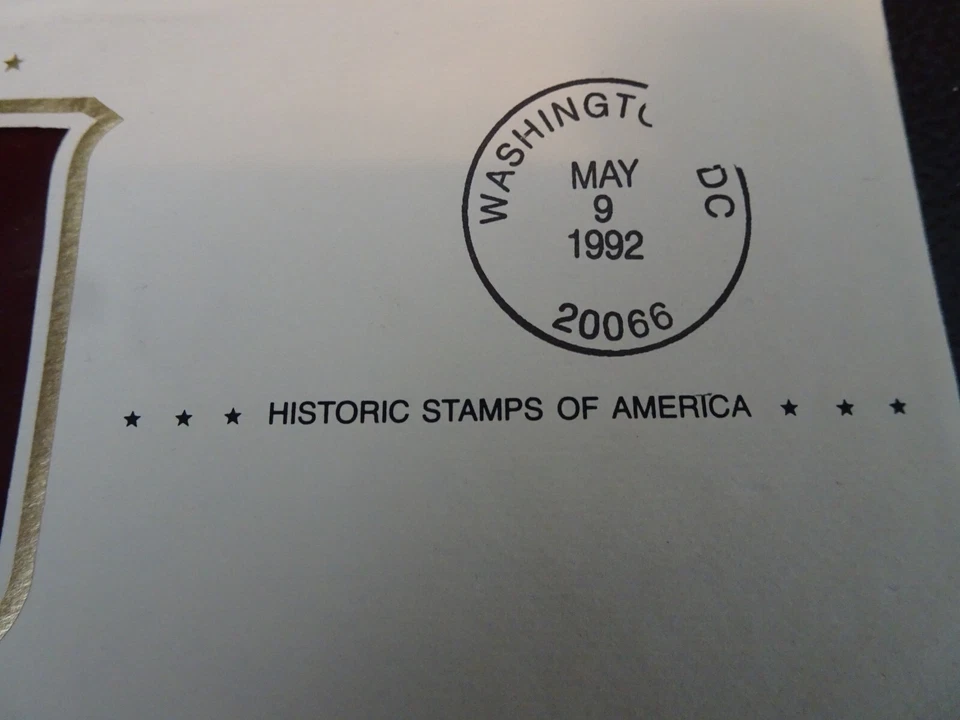 WASHINGTO DC
MAY
9
1992
20066
HISTORIC STAMPS OF AMERICA